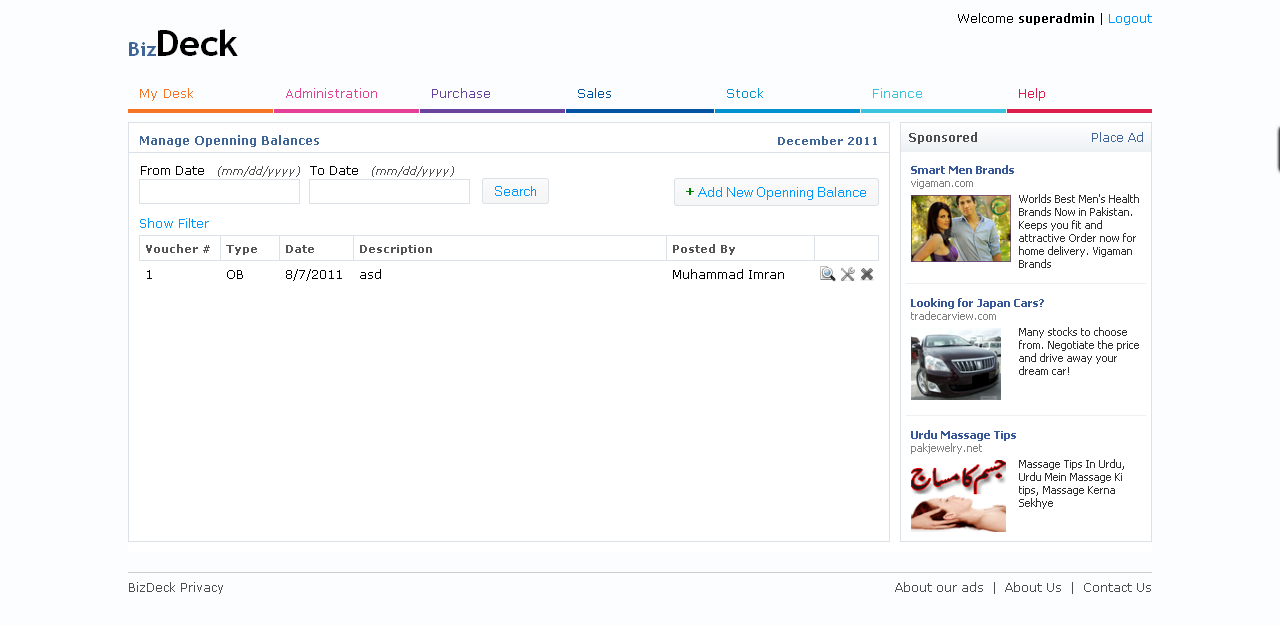 Welcome superadmin | Logout
BizDeck
My Desk Administration Purchase Sales Stock Finance Help
Manage Openning Balances December 2011
From Date (mm/dd/yyyy) To Date (mm/dd/yyyy)
Search + Add New Openning Balance
Show Filter
Voucher # Type Date Description Posted By
1 OB 8/7/2011 asd Muhammad Imran
Sponsored Place Ad
Smart Men Brands
vigaman.com
Worlds Best Men's Health
Brands Now in Pakistan.
Keeps you fit and
attractive Order now for
home delivery. Vigaman
Brands
Looking for Japan Cars?
tradecarview.com
Many stocks to choose
from. Negotiate the price
and drive away your
dream car!
Urdu Massage Tips
pakjewelry.net
جسم کا مساج
Massage Tips In Urdu,
Urdu Mein Massage Ki
tips, Massage Kerna
Sekhye
BizDeck Privacy About our ads | About Us | Contact Us